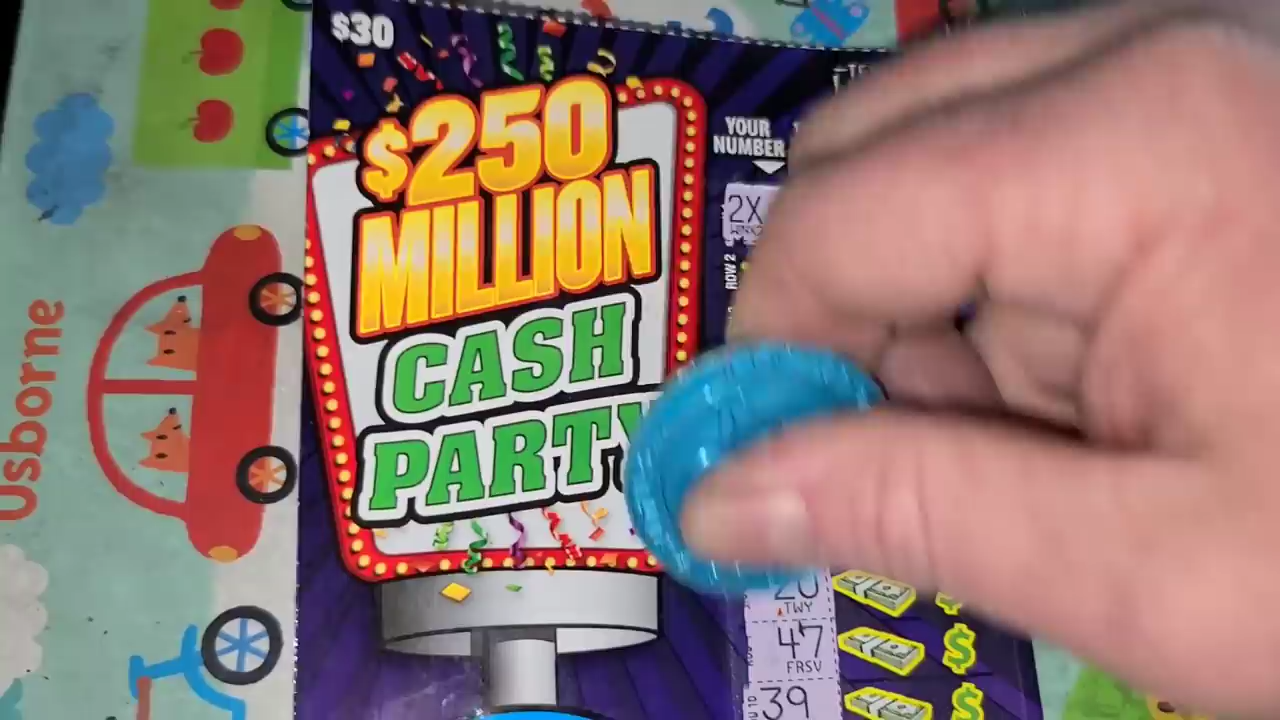 $30
$250
MILLION
CASH
PARTY
YOUR
NUMBER
2X
ROW 2
20
TWY
47
FRSV
39
$
$
Usborne